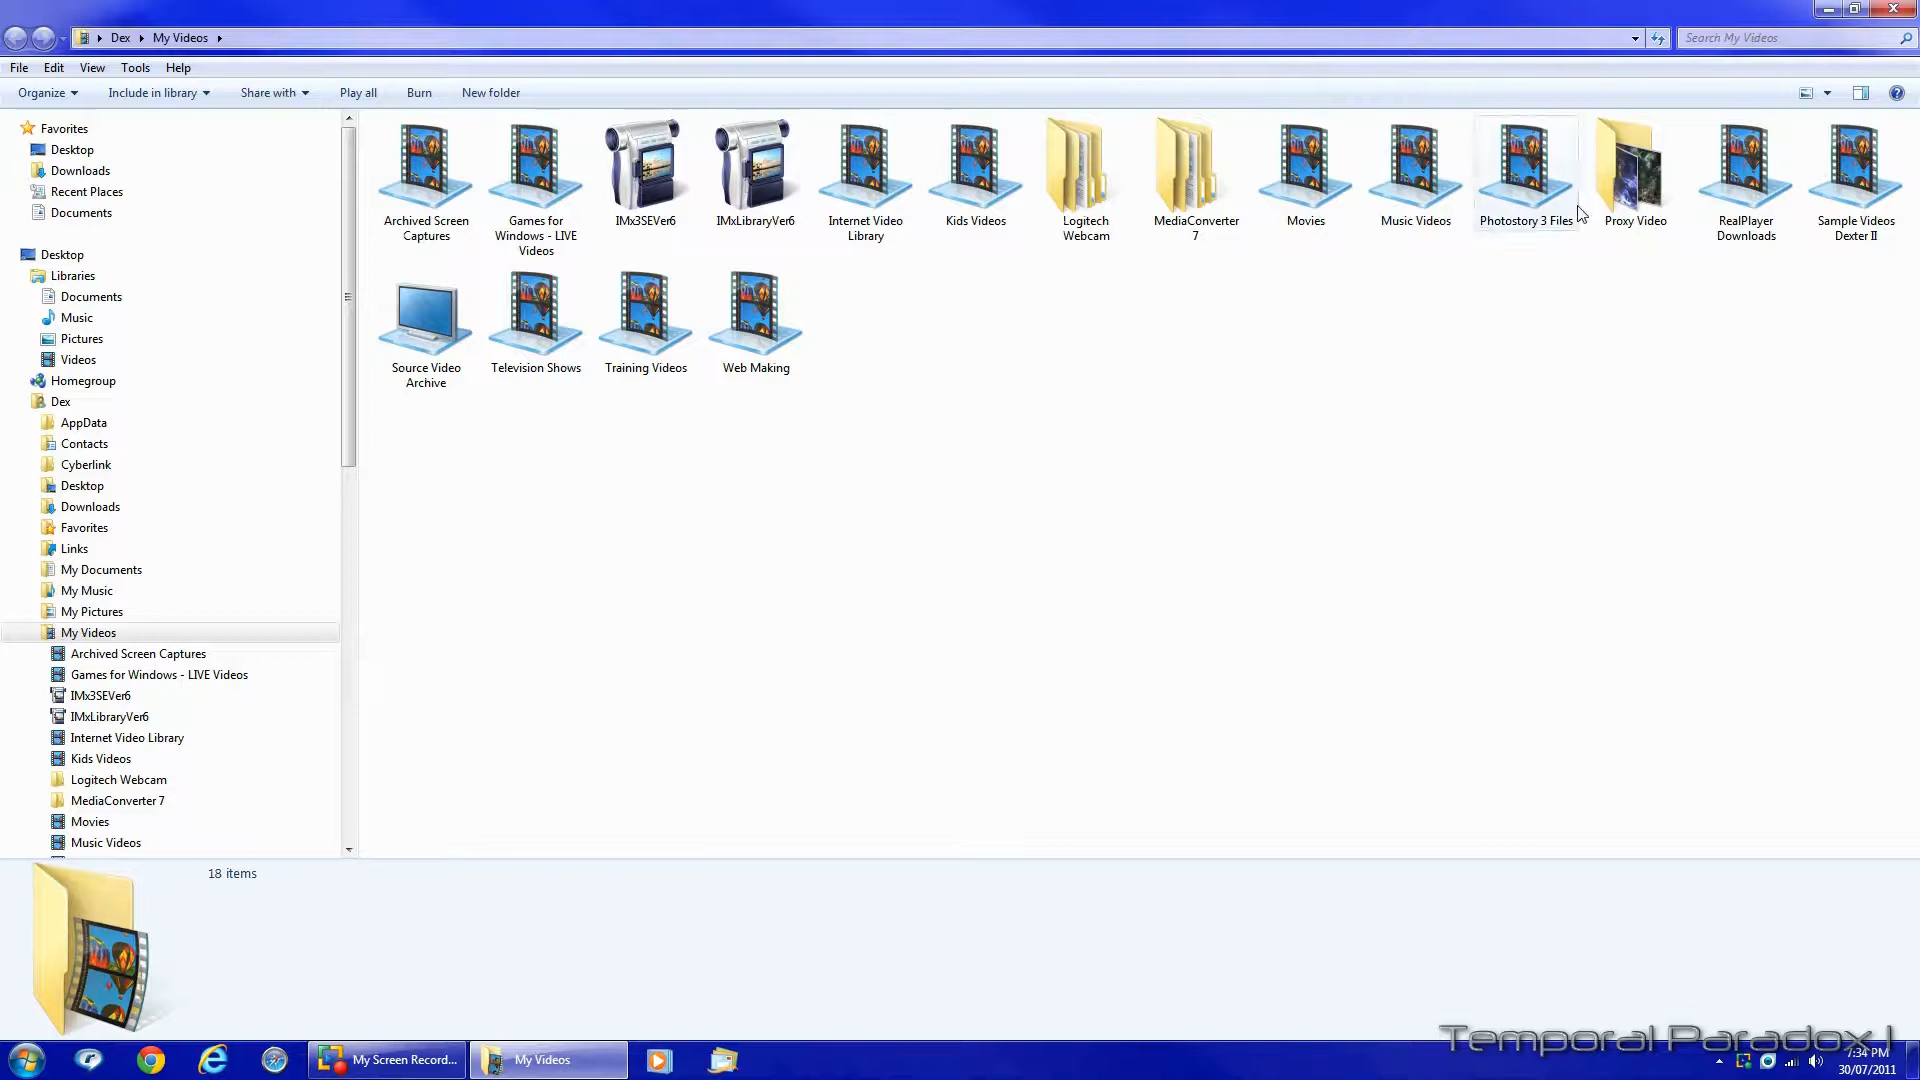 Dex My Videos
Search My Videos
File Edit View Tools Help
Organize Include in library Share with Play all Burn New folder
Favorites
Desktop
Downloads
Recent Places
Documents
Desktop
Libraries
Documents
Music
Pictures
Videos
Homegroup
Dex
AppData
Contacts
Cyberlink
Desktop
Downloads
Favorites
Links
My Documents
My Music
My Pictures
My Videos
Archived Screen Captures
Games for Windows - LIVE Videos
IMx3SEVer6
IMxLibraryVer6
Internet Video Library
Kids Videos
Logitech Webcam
MediaConverter 7
Movies
Music Videos
Archived Screen
Captures
Games for
Windows - LIVE
Videos
IMx3SEVer6
IMxLibraryVer6
Internet Video
Library
Kids Videos
Logitech
Webcam
MediaConverter
7
Movies
Music Videos
Photostory 3 Files
Proxy Video
RealPlayer
Downloads
Sample Videos
Dexter II
Source Video
Archive
Television Shows
Training Videos
Web Making
18 items
Temporal Paradox I
My Screen Record...
My Videos
7:34 PM
30/07/2011